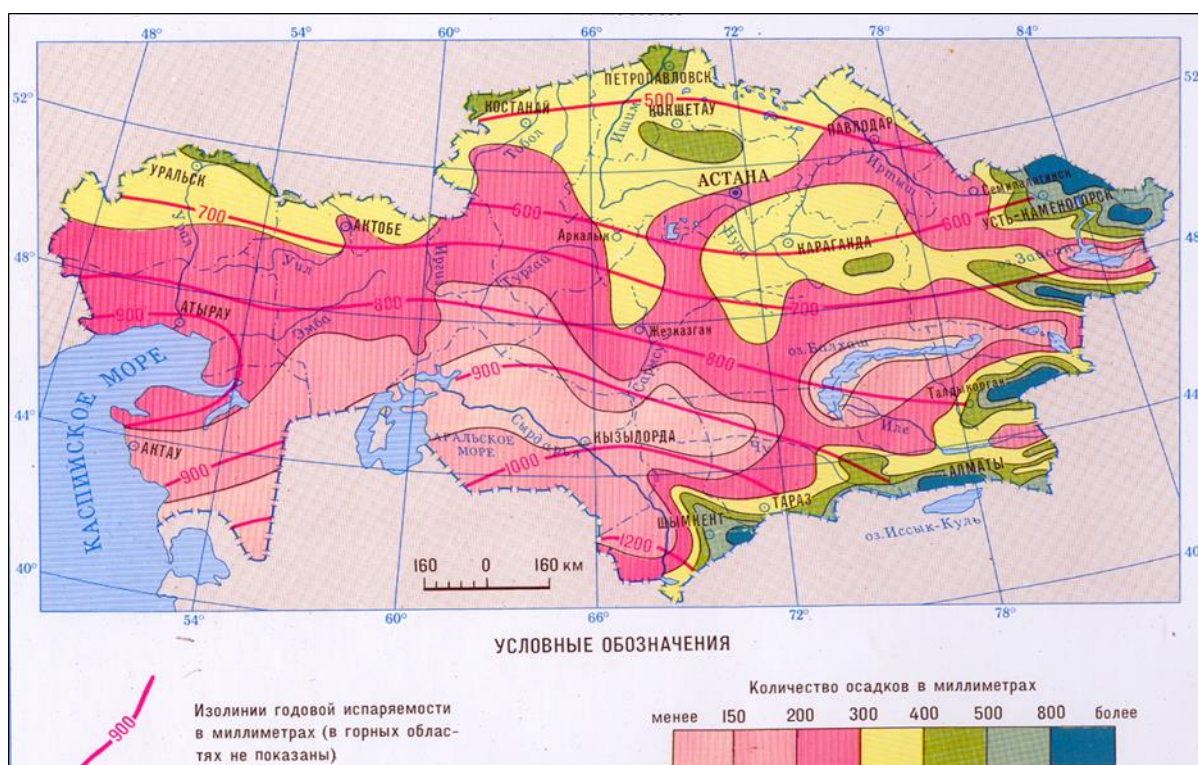 48° 54° 60° 66° 72° 78° 84°
52°
52
ПЕТРОПАВЛОВСК
КОСТАНАЙ
500
КОКШЕТАУ
Тобол
Ишим
ПАВЛОДАР
Иртыш
УРАЛЬСК
АСТАНА
Семипалатинск
700
600
600
УСТЬ-КАМЕНОГОРСК
Урал
АКТОБЕ
Аркалык
Нура
КАРАГАНДА
48°
Уил
Иргиз
Тургай
оз. Зайсан
48
АТЫРАУ
900
800
700
Эмба
Жезказган
оз. Балхаш
800
МОРЕ
900
Сарысу
Талдыкорган
44°
44
Сырдарья
КЫЗЫЛОРДА
Иле
АКТАУ
АРАЛЬСКОЕ
МОРЕ
Чу
900
1000
АЛМАТЫ
КАСПИЙСКОЕ
ТАРАЗ
ШЫМКЕНТ
оз. Иссык-Куль
1200
40°
40
160 0 160 км
54° 60° 66° 72° 78°
УСЛОВНЫЕ ОБОЗНАЧЕНИЯ
900
Изолинии годовой испаряемости
в миллиметрах (в горных облас-
тях не показаны)
Количество осадков в миллиметрах
менее 150 200 300 400 500 800 более